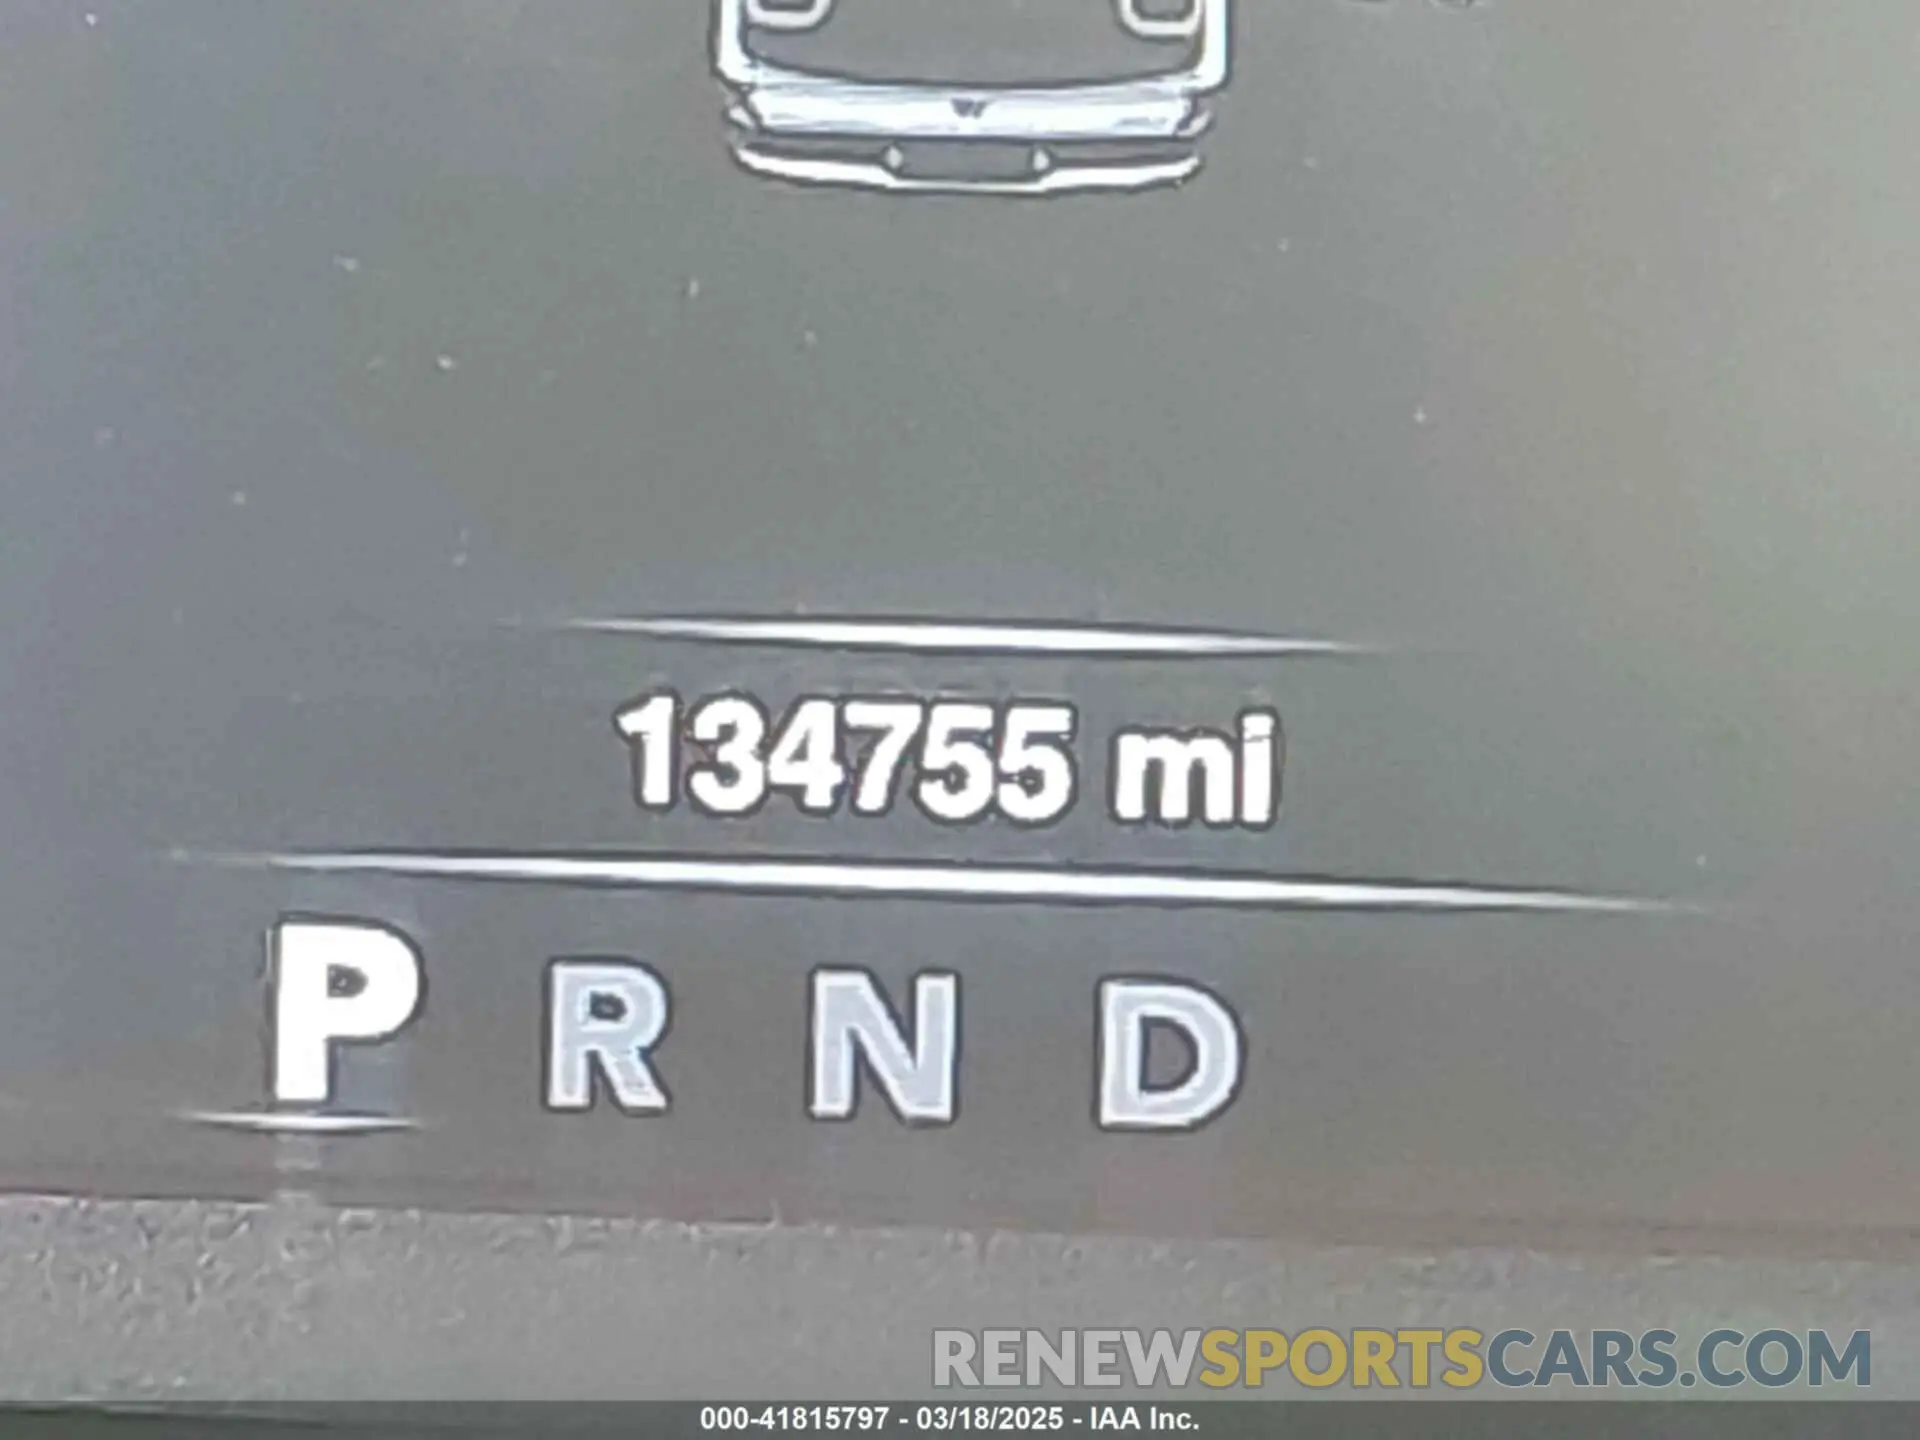 134755 mi
P R N D
RENEWSPORTSCARS.COM
000-41815797 - 03/18/2025 - IAA Inc.